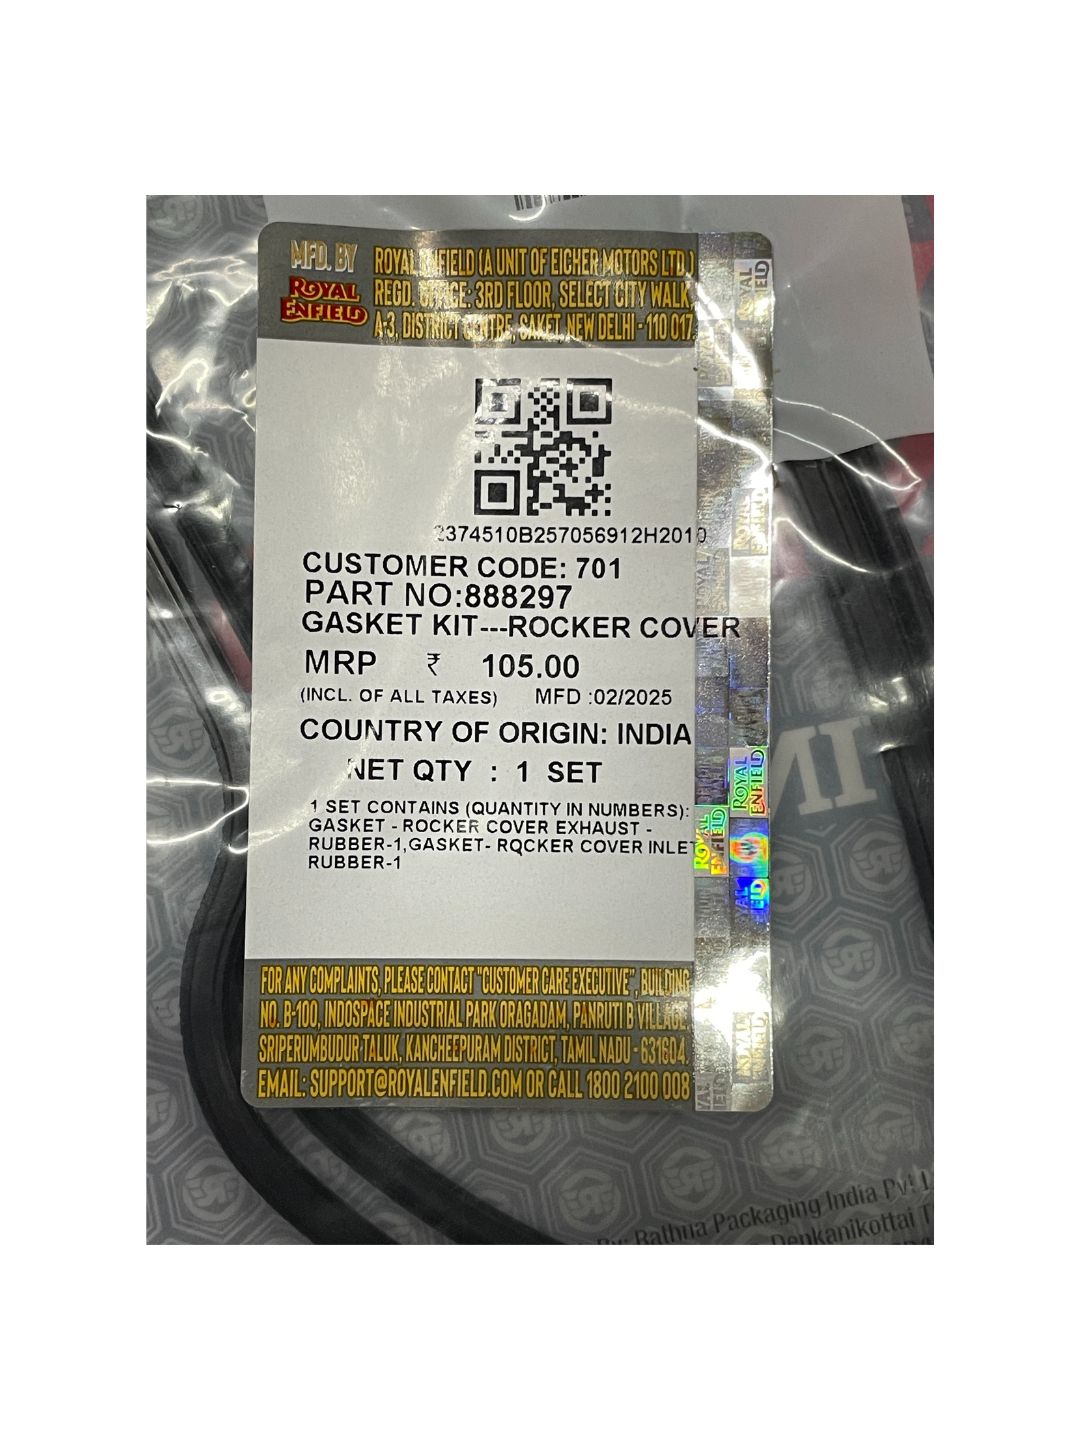 MFD. BY
ROYAL ENFIELD
ROYAL ENFIELD (A UNIT OF EICHER MOTORS LTD.)
REGD. OFFICE: 3RD FLOOR, SELECT CITY WALK,
A-3, DISTRICT CENTRE, SAKET, NEW DELHI - 110 017
2374510B257056912H2010
CUSTOMER CODE: 701
PART NO:888297
GASKET KIT---ROCKER COVER
MRP ₹ 105.00
(INCL. OF ALL TAXES) MFD :02/2025
COUNTRY OF ORIGIN: INDIA
NET QTY : 1 SET
1 SET CONTAINS (QUANTITY IN NUMBERS):
GASKET - ROCKER COVER EXHAUST -
RUBBER-1,GASKET- ROCKER COVER INLET
RUBBER-1
FOR ANY COMPLAINTS, PLEASE CONTACT "CUSTOMER CARE EXECUTIVE", BUILDING
NO. B-100, INDOSPACE INDUSTRIAL PARK ORAGADAM, PANRUTI B VILLAGE,
SRIPERUMBUDUR TALUK, KANCHEEPURAM DISTRICT, TAMIL NADU - 631604.
EMAIL: SUPPORT@ROYALENFIELD.COM OR CALL 1800 2100 008
ROYAL ENFIELD
ROYAL ENFIELD
By: Rathua Packaging India Pvt
Denkanikottai